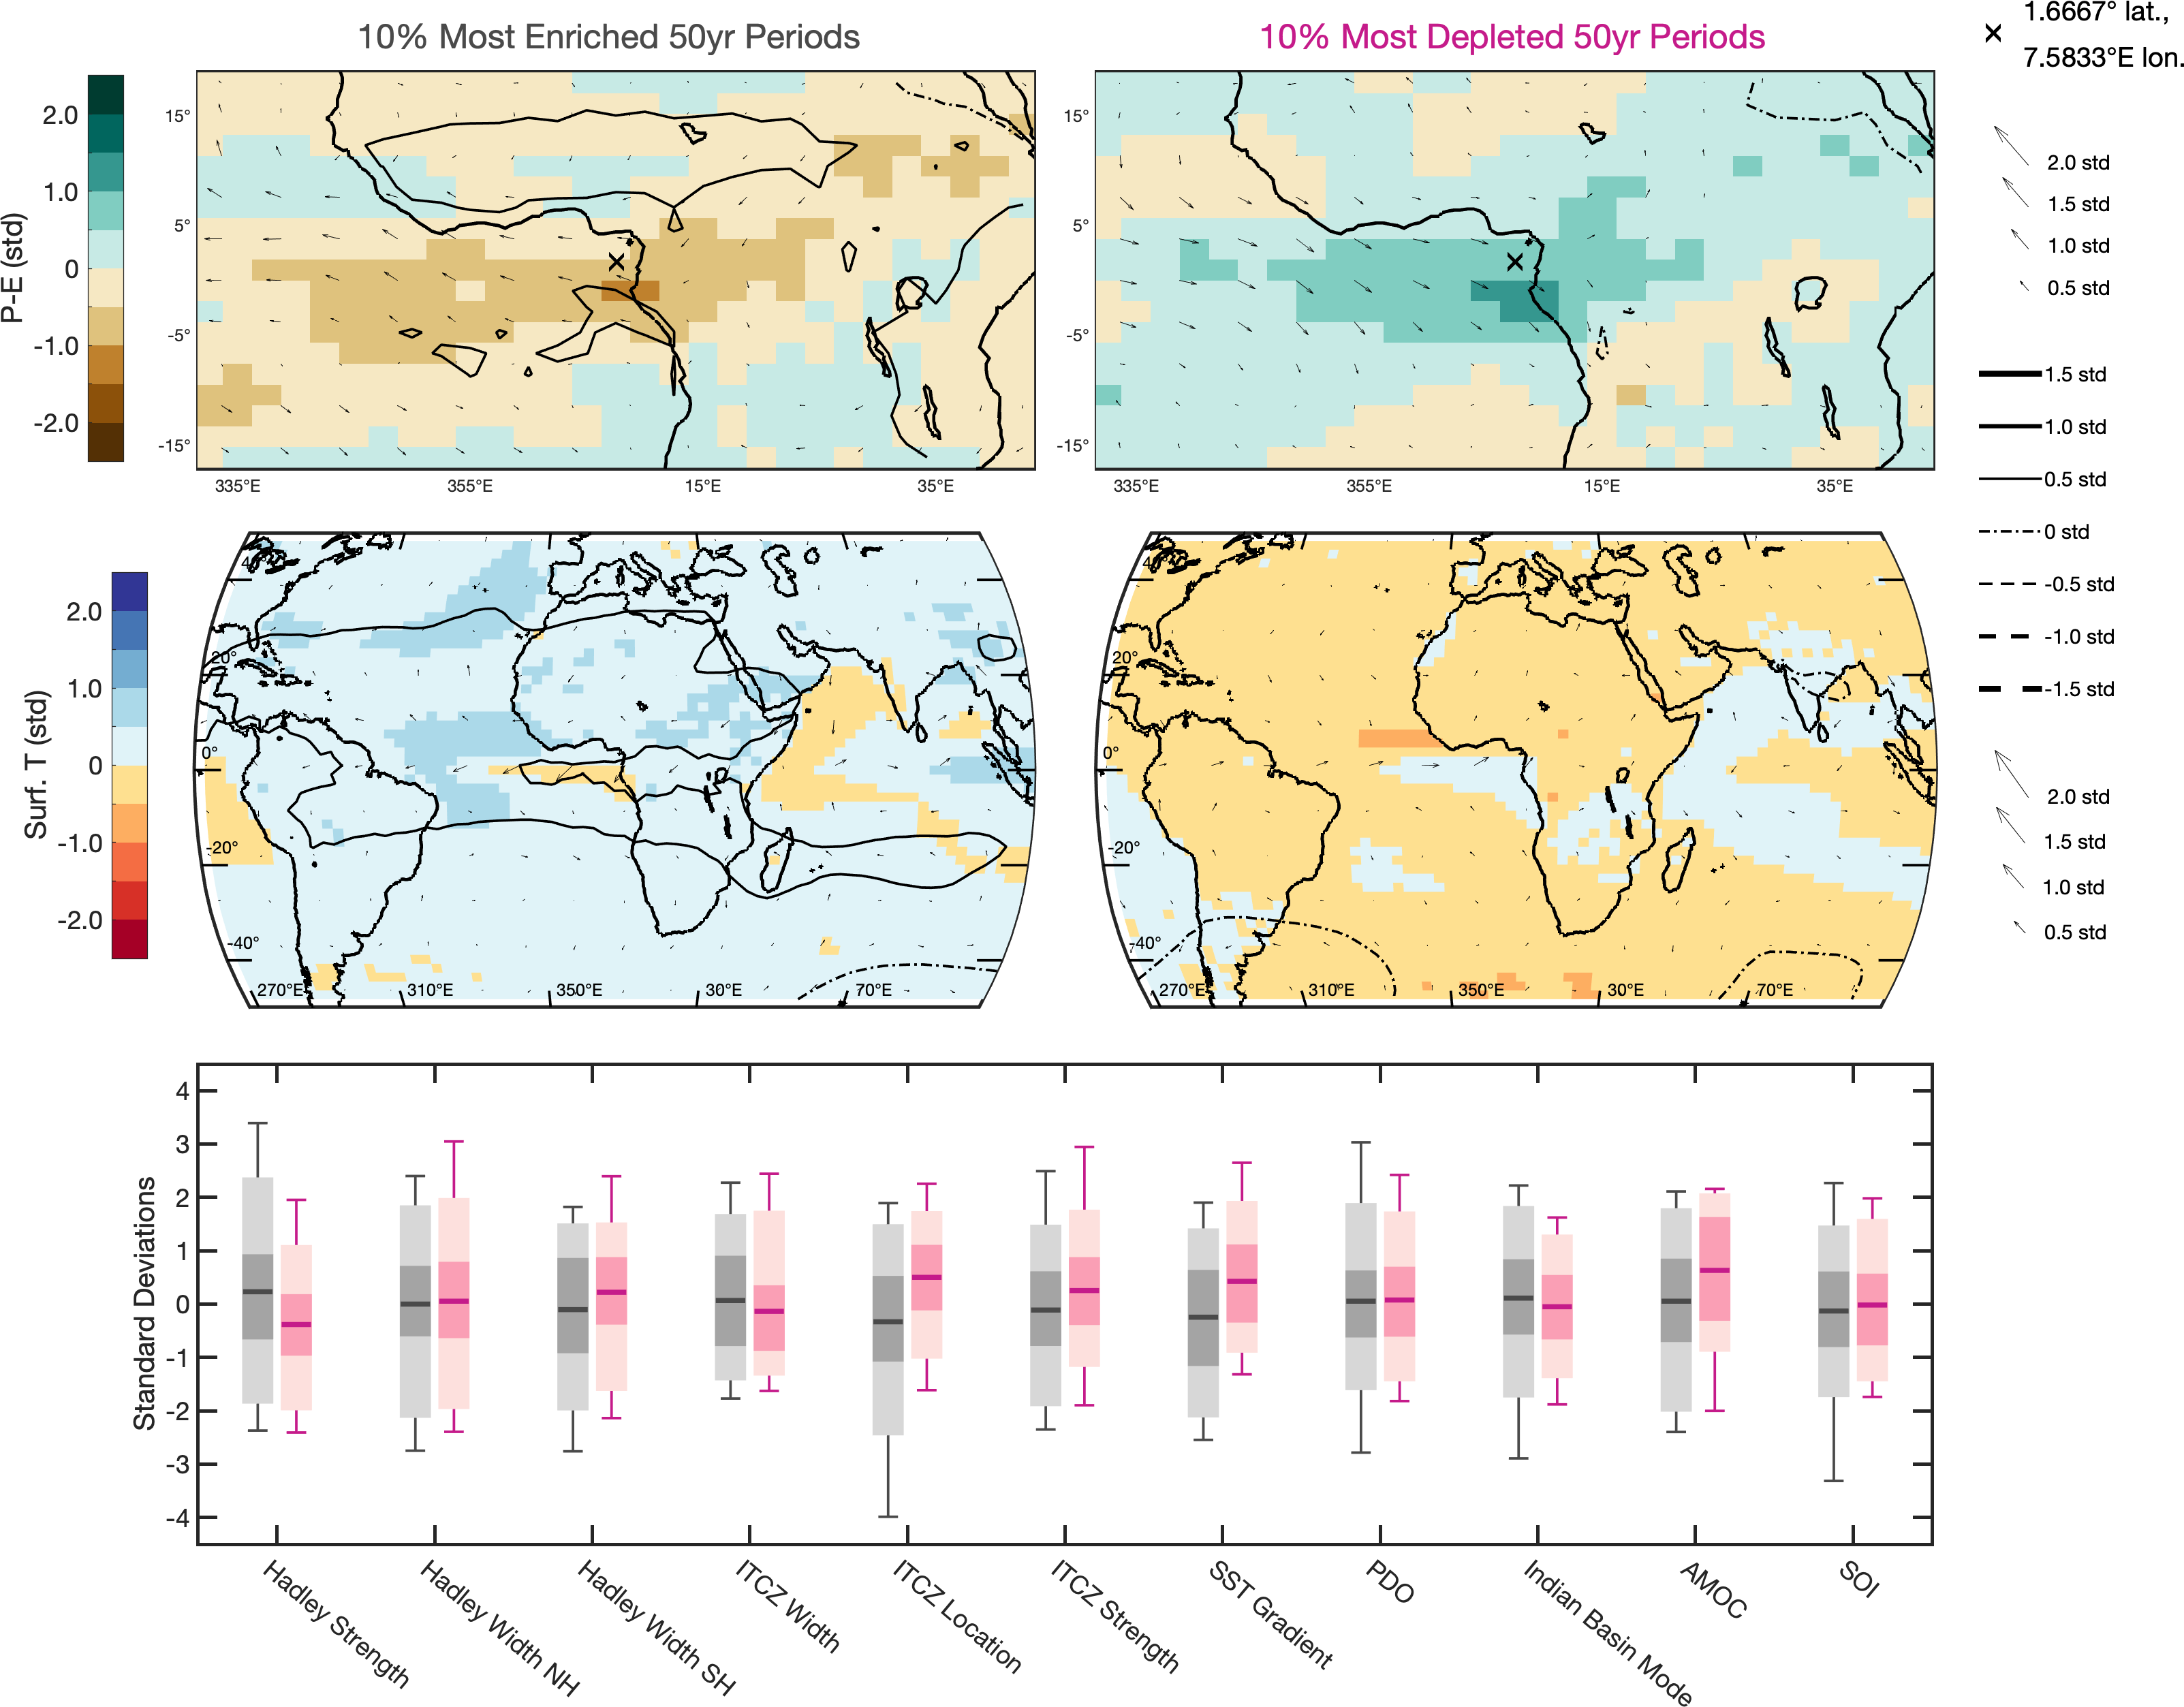 10% Most Enriched 50yr Periods
10% Most Depleted 50yr Periods
1.6667° lat.,
7.5833°E lon.
P-E (std)
2.0
1.0
0
-1.0
-2.0
15°
5°
-5°
-15°
335°E
355°E
15°E
35°E
15°
5°
-5°
-15°
335°E
355°E
15°E
35°E
2.0 std
1.5 std
1.0 std
0.5 std
1.5 std
1.0 std
0.5 std
0 std
-0.5 std
-1.0 std
-1.5 std
Surf. T (std)
2.0
1.0
0
-1.0
-2.0
40°
20°
0°
-20°
-40°
270°E
310°E
350°E
30°E
70°E
40°
20°
0°
-20°
-40°
270°E
310°E
350°E
30°E
70°E
2.0 std
1.5 std
1.0 std
0.5 std
Standard Deviations
4
3
2
1
0
-1
-2
-3
-4
Hadley Strength
Hadley Width NH
Hadley Width SH
ITCZ Width
ITCZ Location
ITCZ Strength
SST Gradient
PDO
Indian Basin Mode
AMOC
SOI